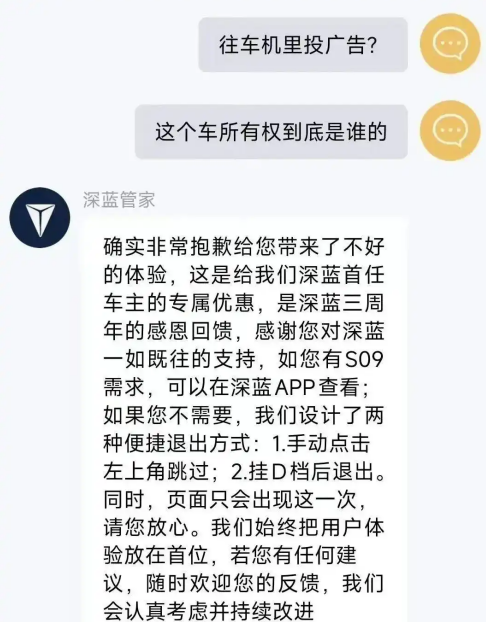 往车机里投广告?
这个车所有权到底是谁的
深蓝管家
确实非常抱歉给您带来了不好
的体验，这是给我们深蓝首任
车主的专属优惠，是深蓝三周
年的感恩回馈，感谢您对深蓝
一如既往的支持，如您有S09
需求，可以在深蓝APP查看；
如果您不需要，我们设计了两
种便捷退出方式：1.手动点击
左上角跳过；2.挂D档后退出。
同时，页面只会出现这一次，
请您放心。我们始终把用户体
验放在首位，若您有任何建
议，随时欢迎您的反馈，我们
会认真考虑并持续改进